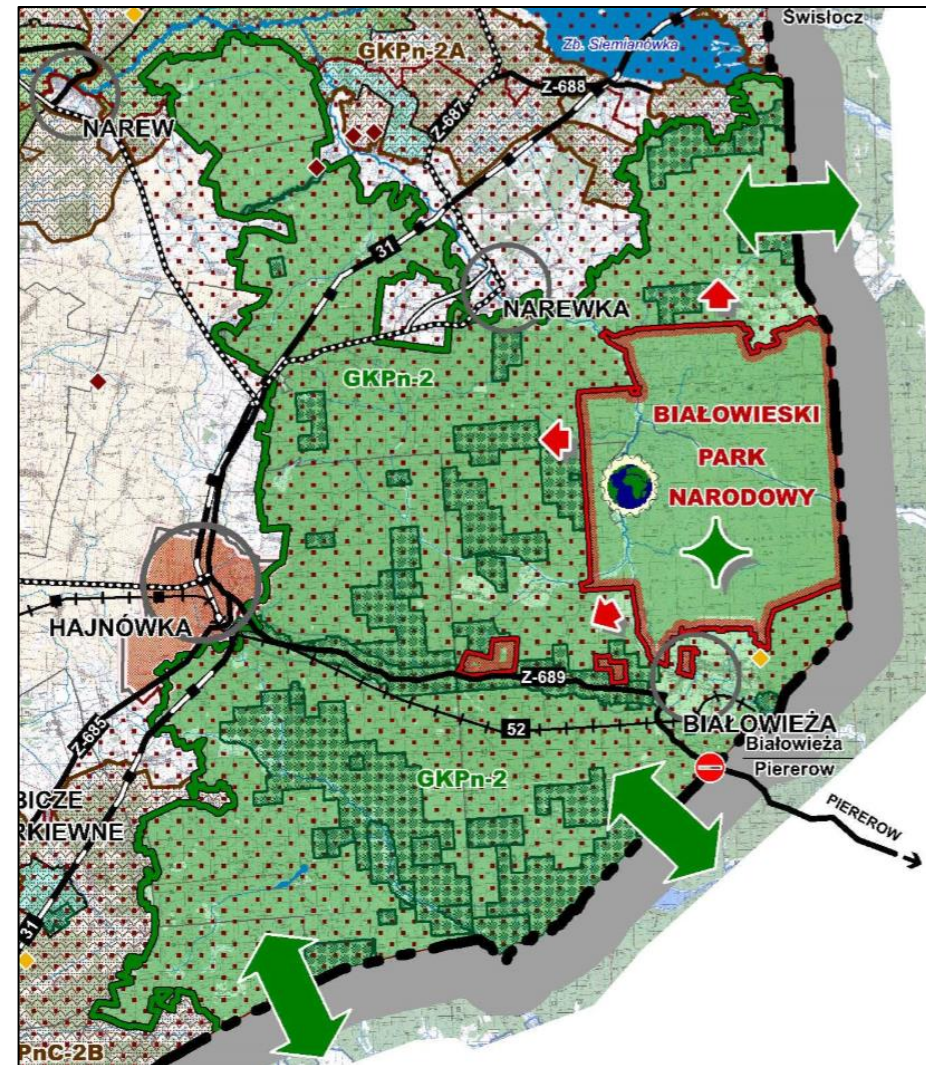 Świsłocz
GKPn-2A
Zb. Siemianówka
Z-688
Z-687
NAREW
31
NAREWKA
GKPn-2
BIAŁOWIESKI
PARK
NARODOWY
HAJNÓWKA
Z-689
Z-685
52
BIAŁOWIEŻA
Białowieża
Piererow
GKPn-2
PIEREROW
BICZE
RKIEWNE
31
PnC-2B